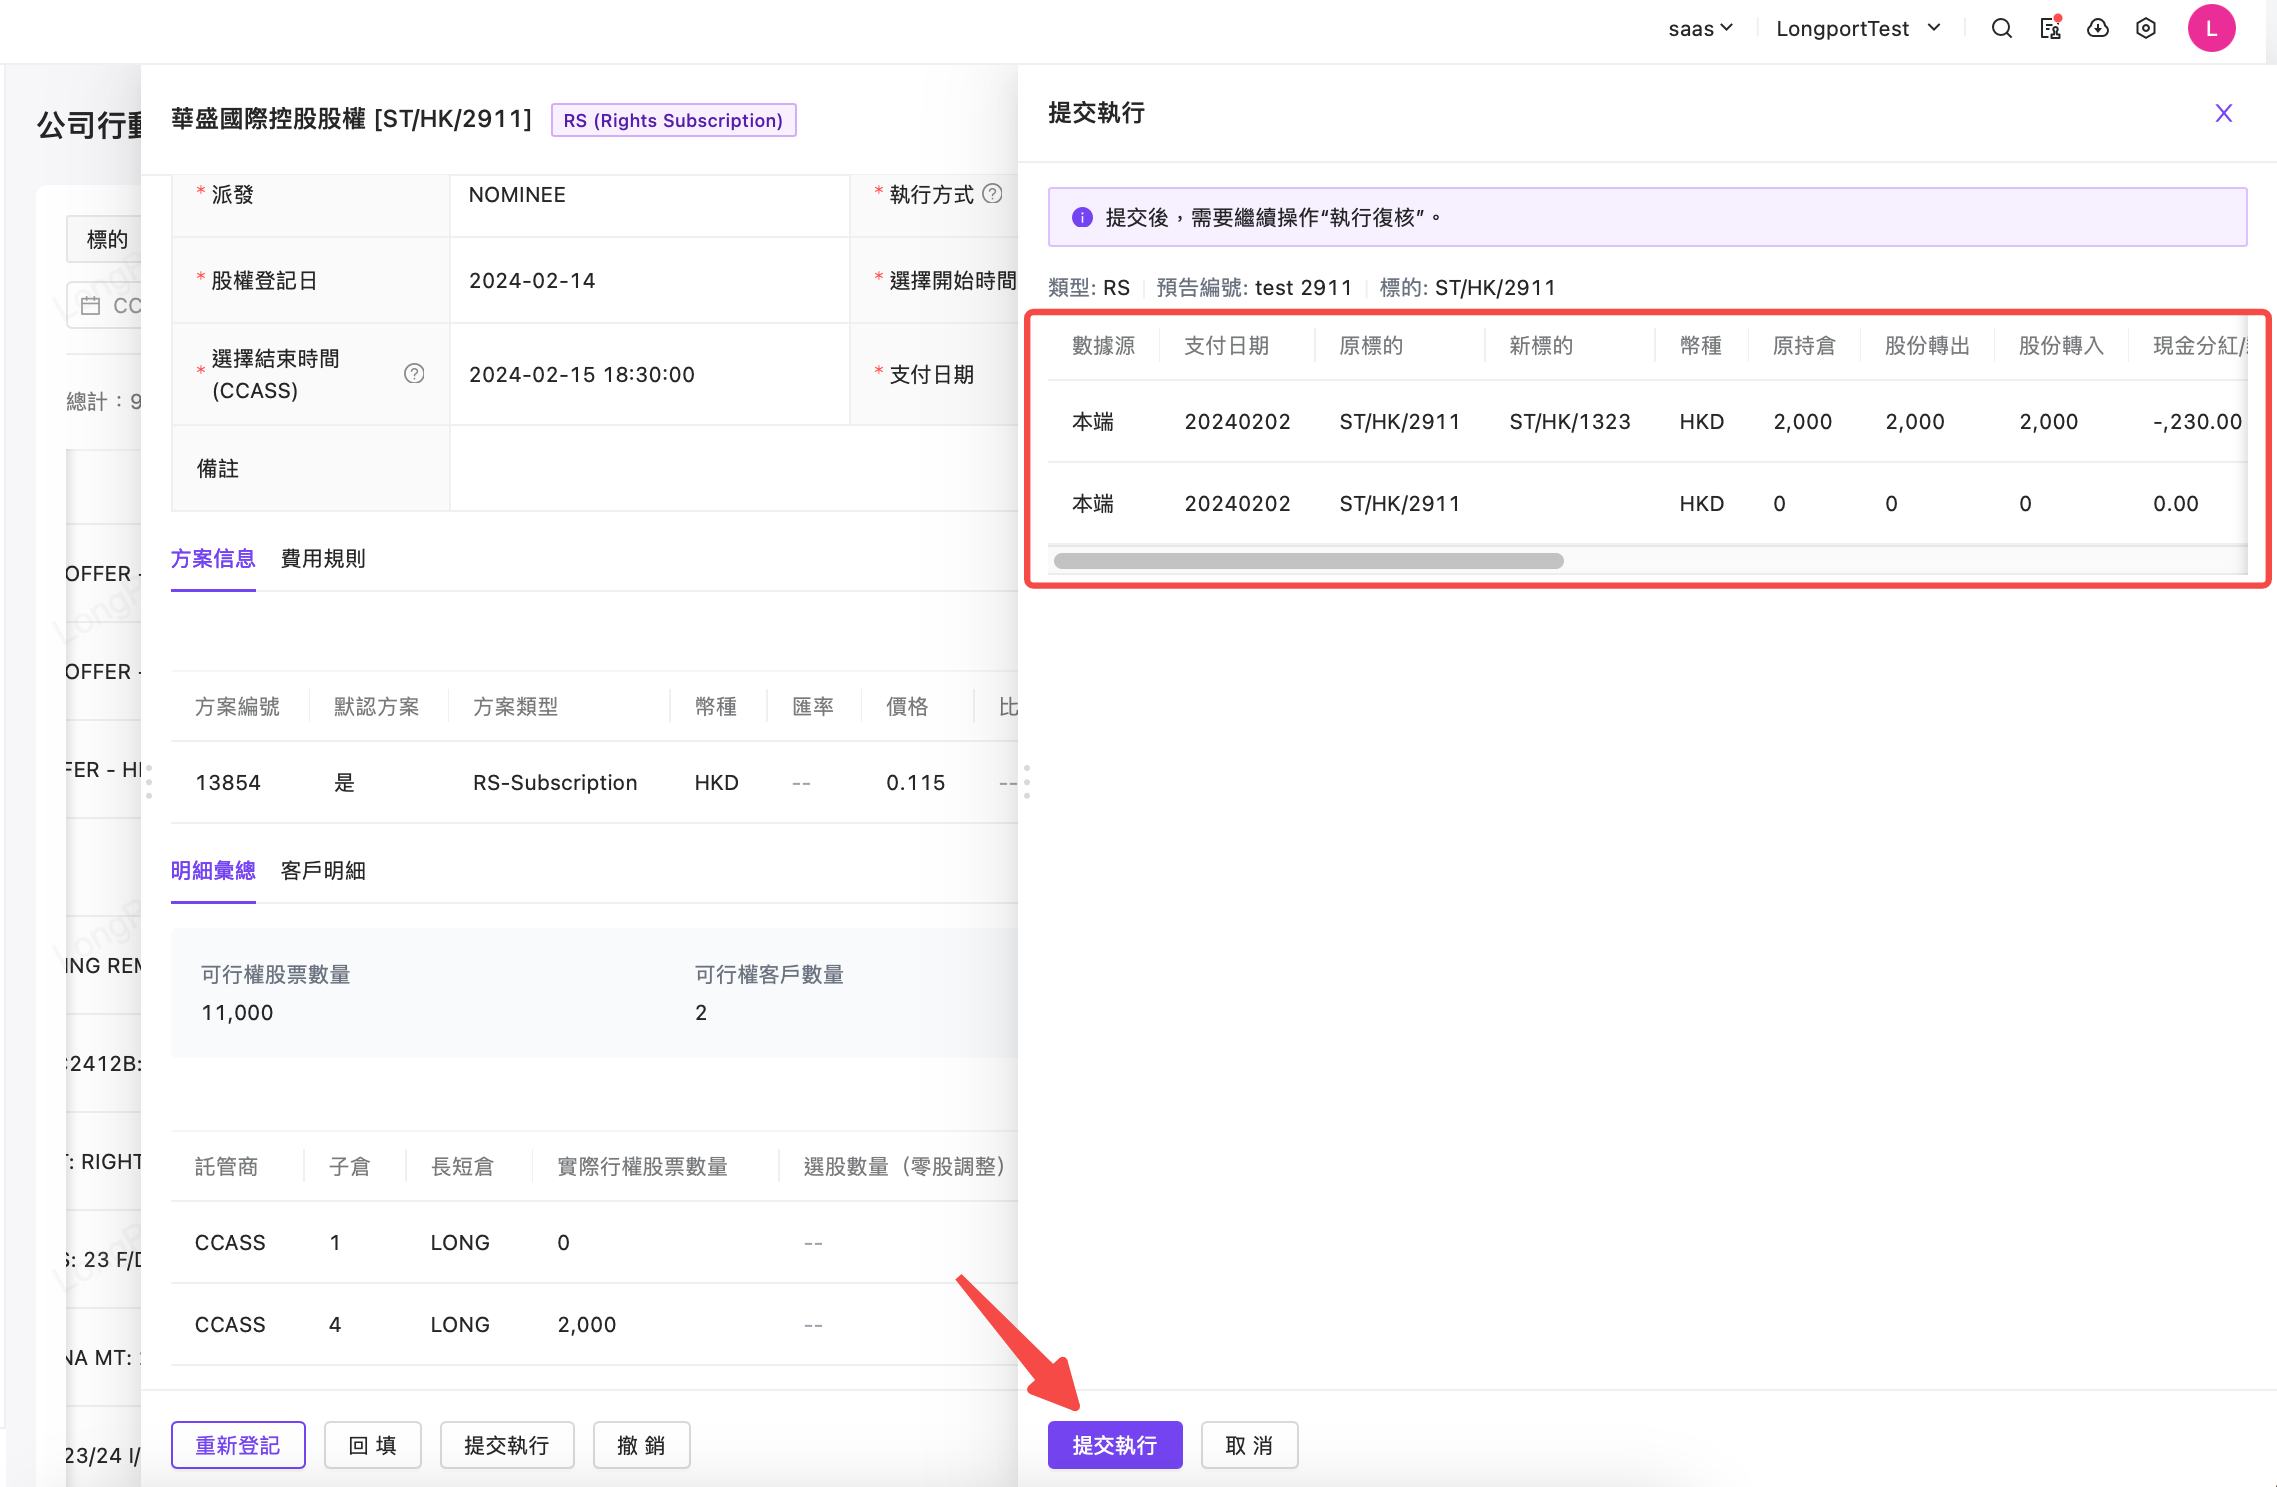 saas
LongportTest
L
公司行動
標的
總計：9
OFFER -
OFFER -
FER - H
ING REM
C2412B:
T: RIGHT
S: 23 F/D
NA MT:
23/24 I/
華盛國際控股股權 [ST/HK/2911]
RS (Rights Subscription)
* 派發
NOMINEE
* 執行方式
* 股權登記日
2024-02-14
* 選擇開始時間
* 選擇結束時間
(CCASS)
2024-02-15 18:30:00
* 支付日期
備註
方案信息
費用規則
方案編號
默認方案
方案類型
幣種
匯率
價格
比
13854
是
RS-Subscription
HKD
--
0.115
--
明細彙總
客戶明細
可行權股票數量
可行權客戶數量
11,000
2
託管商
子倉
長短倉
實際行權股票數量
選股數量（零股調整）
CCASS
1
LONG
0
--
CCASS
4
LONG
2,000
--
重新登記
回 填
提交執行
撤 銷
提交執行
提交後，需要繼續操作“執行復核”。
類型: RS
預告編號: test 2911
標的: ST/HK/2911
數據源
支付日期
原標的
新標的
幣種
原持倉
股份轉出
股份轉入
現金分紅/
本端
20240202
ST/HK/2911
ST/HK/1323
HKD
2,000
2,000
2,000
-,230.00
本端
20240202
ST/HK/2911
HKD
0
0
0
0.00
提交執行
取 消